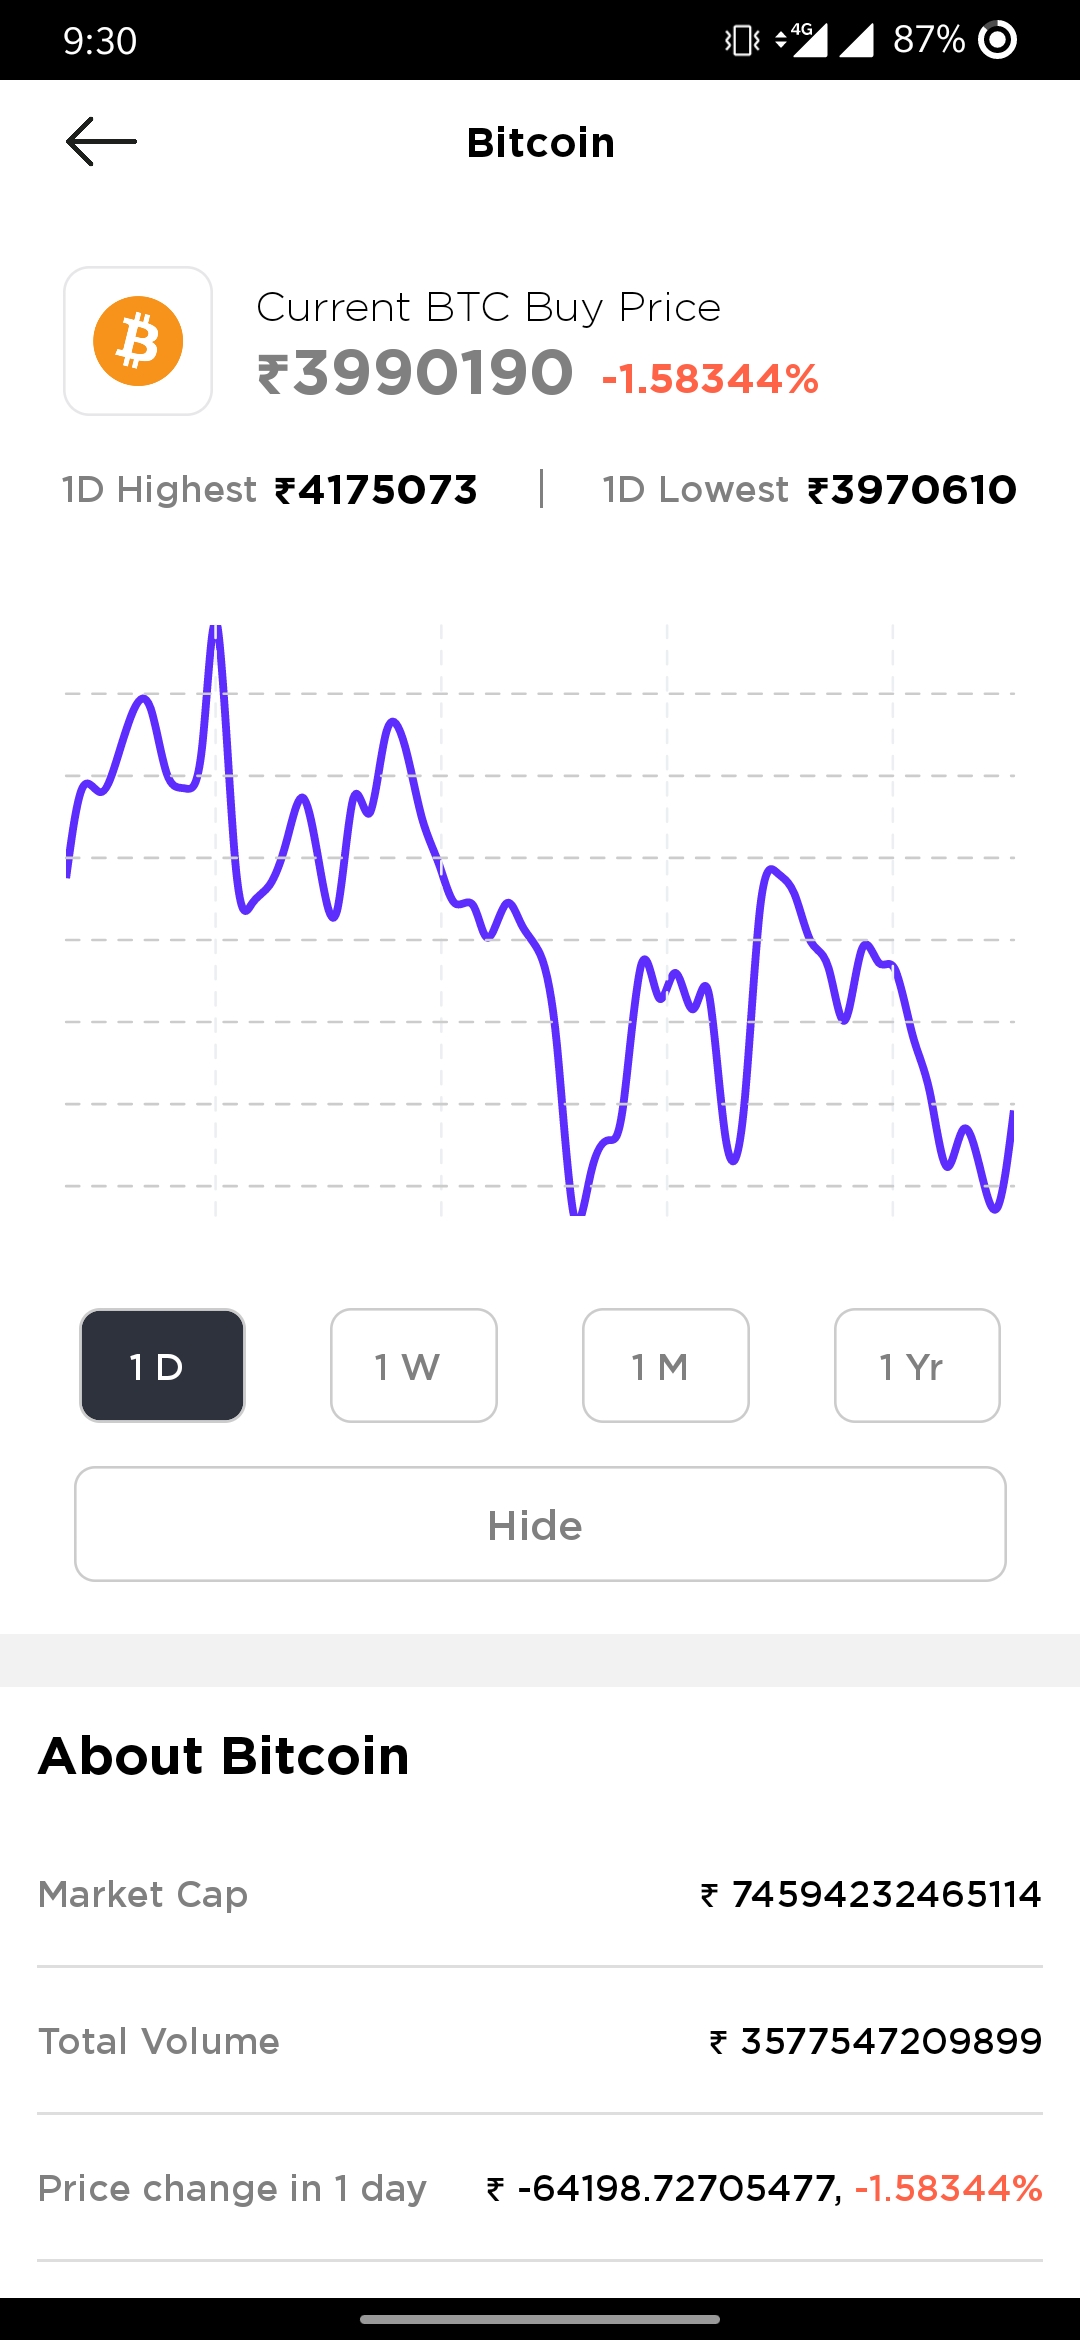 9:30 4G 87%
Bitcoin
Current BTC Buy Price
₹3990190 -1.58344%
1D Highest ₹4175073 | 1D Lowest ₹3970610
1 D 1 W 1 M 1 Yr
Hide
About Bitcoin
Market Cap ₹ 74594232465114
Total Volume ₹ 3577547209899
Price change in 1 day ₹ -64198.72705477, -1.58344%